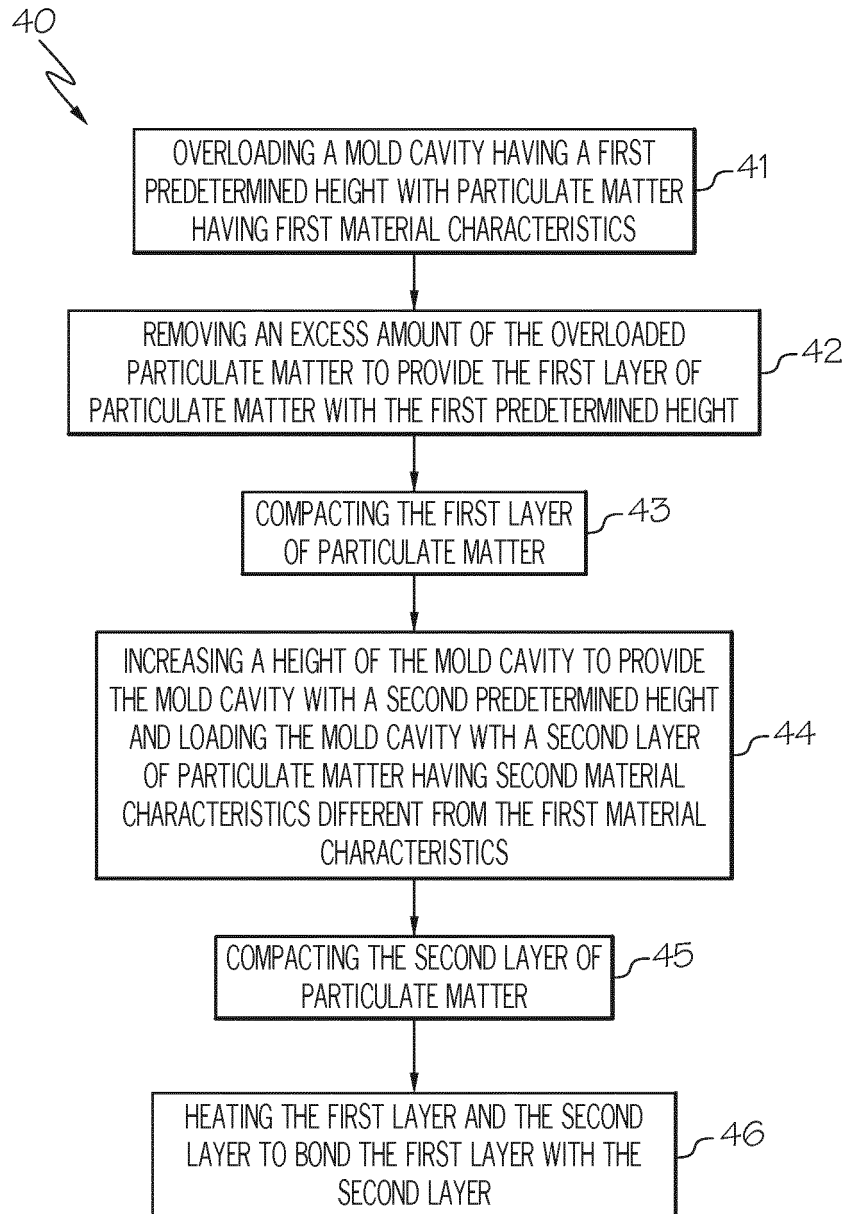 40
OVERLOADING A MOLD CAVITY HAVING A FIRST
PREDETERMINED HEIGHT WITH PARTICULATE MATTER
HAVING FIRST MATERIAL CHARACTERISTICS
41
REMOVING AN EXCESS AMOUNT OF THE OVERLOADED
PARTICULATE MATTER TO PROVIDE THE FIRST LAYER OF
PARTICULATE MATTER WITH THE FIRST PREDETERMINED HEIGHT
42
COMPACTING THE FIRST LAYER
OF PARTICULATE MATTER
43
INCREASING A HEIGHT OF THE MOLD CAVITY TO PROVIDE
THE MOLD CAVITY WITH A SECOND PREDETERMINED HEIGHT
AND LOADING THE MOLD CAVITY WTH A SECOND LAYER
OF PARTICULATE MATTER HAVING SECOND MATERIAL
CHARACTERISTICS DIFFERENT FROM THE FIRST MATERIAL
CHARACTERISTICS
44
COMPACTING THE SECOND LAYER OF
PARTICULATE MATTER
45
HEATING THE FIRST LAYER AND THE SECOND
LAYER TO BOND THE FIRST LAYER WITH THE
SECOND LAYER
46